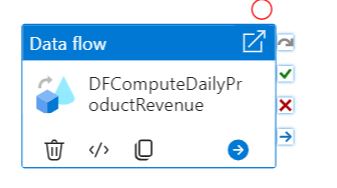 Data flow
DFComputeDailyPr
oductRevenue